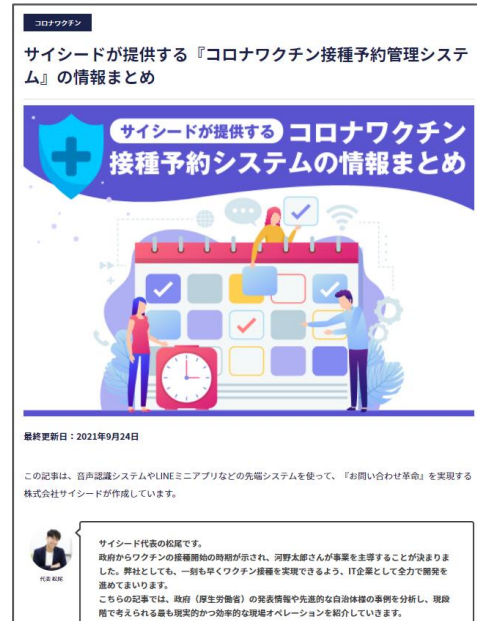 コロナワクチン
サイシードが提供する『コロナワクチン接種予約管理システ
ム』の情報まとめ
サイシードが提供する コロナワクチン
接種予約システムの情報まとめ
最終更新日：2021年9月24日
この記事は、音声認識システムやLINEミニアプリなどの先端システムを使って、『お問い合わせ革命』を実現する
株式会社サイシードが作成しています。
代表 松尾
サイシード代表の松尾です。
政府からワクチンの接種開始の時期が示され、河野太郎さんが事業を主導することが決まりま
した。弊社としても、一刻も早くワクチン接種を実現できるよう、IT企業として全力で開発を
進めてまいります。
こちらの記事では、政府（厚生労働省）の発表情報や先進的な自治体様の事例を分析し、現段
階で考えられる最も現実的かつ効率的な現場オペレーションを紹介していきます。